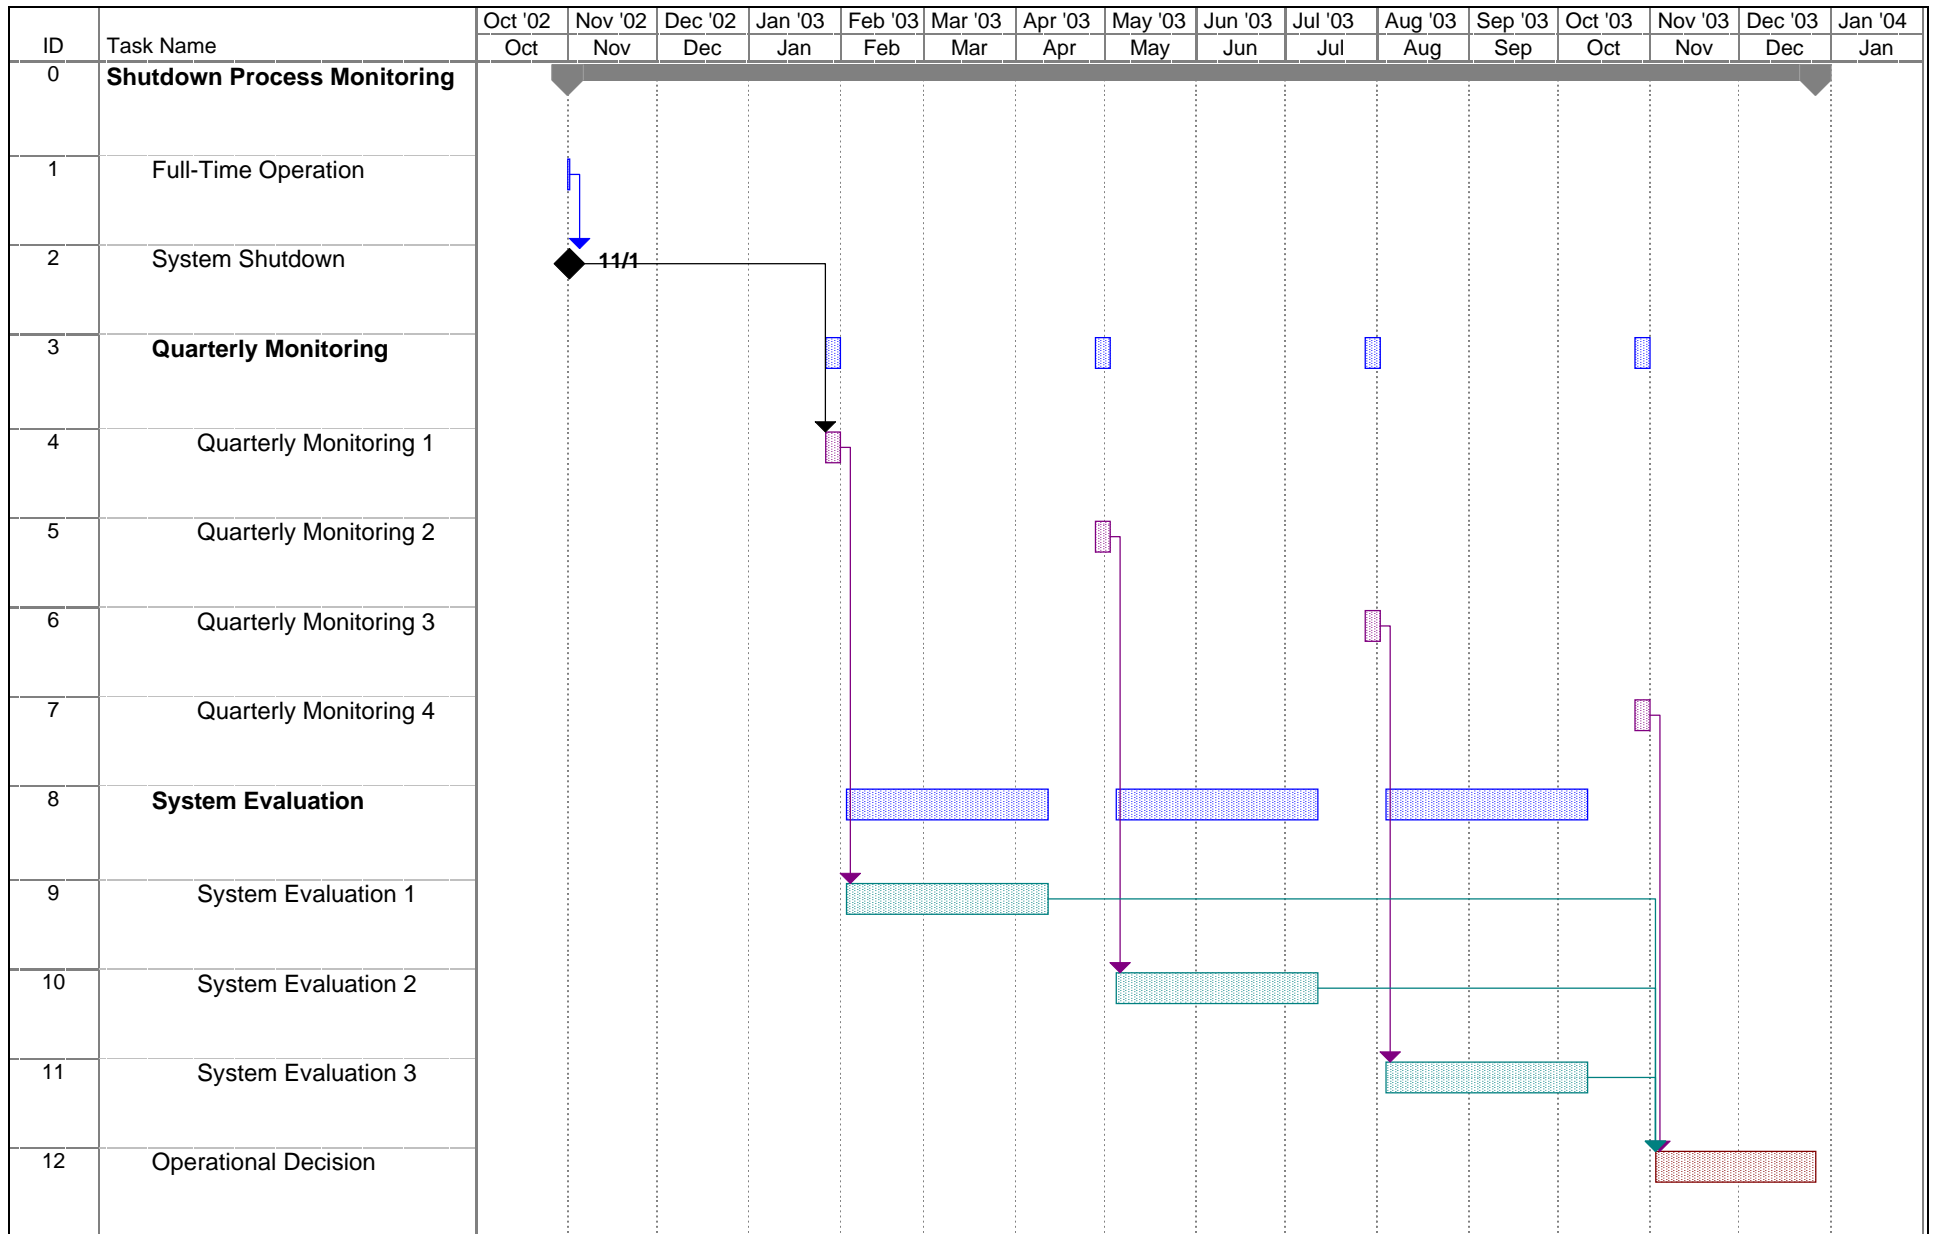 Oct '02 Nov '02 Dec '02 Jan '03 Feb '03 Mar '03 Apr '03 May '03 Jun '03 Jul '03 Aug '03 Sep '03 Oct '03 Nov '03 Dec '03 Jan '04
ID Task Name Oct Nov Dec Jan Feb Mar Apr May Jun Jul Aug Sep Oct Nov Dec Jan
0 Shutdown Process Monitoring
1 Full-Time Operation
2 System Shutdown 11/1
3 Quarterly Monitoring
4 Quarterly Monitoring 1
5 Quarterly Monitoring 2
6 Quarterly Monitoring 3
7 Quarterly Monitoring 4
8 System Evaluation
9 System Evaluation 1
10 System Evaluation 2
11 System Evaluation 3
12 Operational Decision